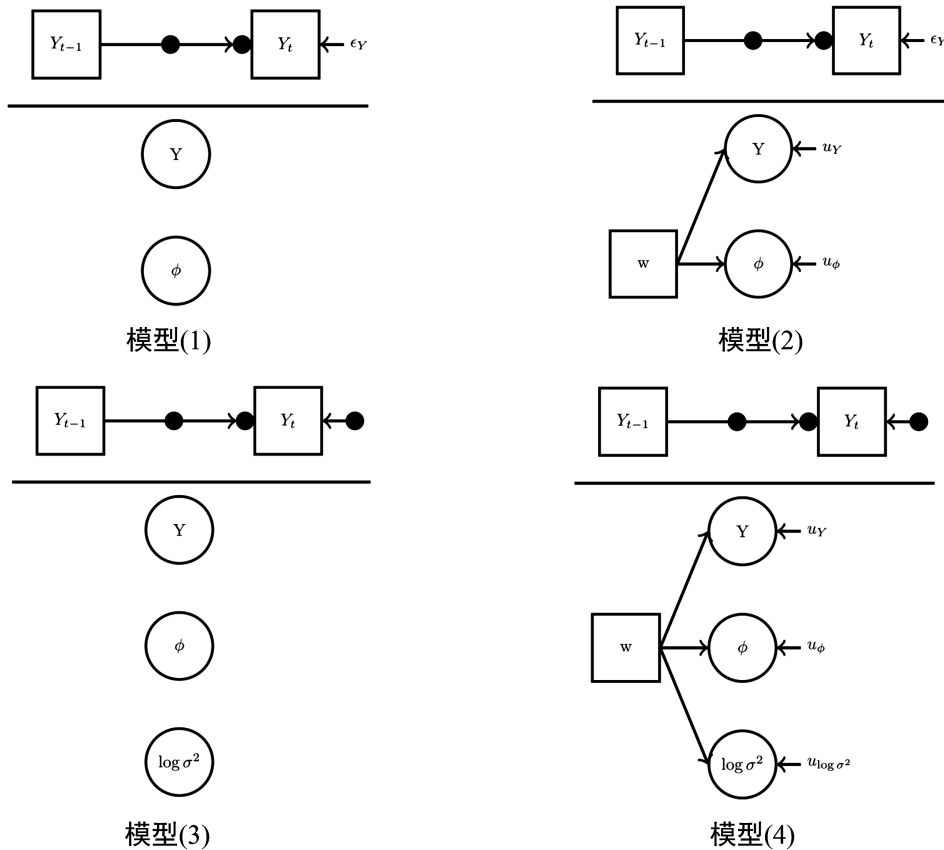 Y_{t-1} Y_t ϵ_Y
Y
ϕ
模型(1)
Y_{t-1} Y_t ϵ_Y
Y u_Y
w ϕ u_ϕ
模型(2)
Y_{t-1} Y_t
Y
ϕ
log σ²
模型(3)
Y_{t-1} Y_t
Y u_Y
w ϕ u_ϕ
log σ² u_{log σ²}
模型(4)